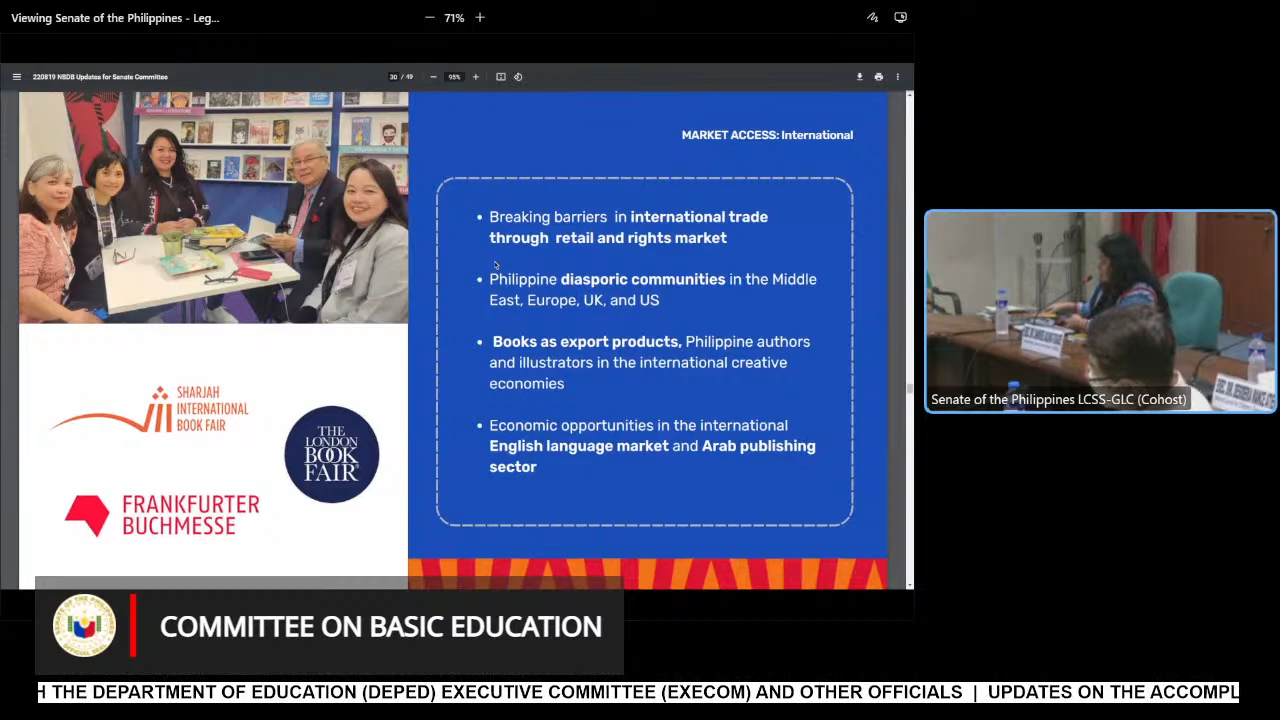 Viewing Senate of the Philippines - Leg...
71%
220819 NBDB Updates for Senate Committee
30 / 49
95%
MARKET ACCESS: International
• Breaking barriers in international trade
through retail and rights market
• Philippine diasporic communities in the Middle
East, Europe, UK, and US
• Books as export products, Philippine authors
and illustrators in the international creative
economies
• Economic opportunities in the international
English language market and Arab publishing
sector
SHARJAH
INTERNATIONAL
BOOK FAIR
THE
LONDON
BOOK
FAIR
FRANKFURTER
BUCHMESSE
Senate of the Philippines LCSS-GLC (Cohost)
COMMITTEE ON BASIC EDUCATION
H THE DEPARTMENT OF EDUCATION (DEPED) EXECUTIVE COMMITTEE (EXECOM) AND OTHER OFFICIALS | UPDATES ON THE ACCOMPL